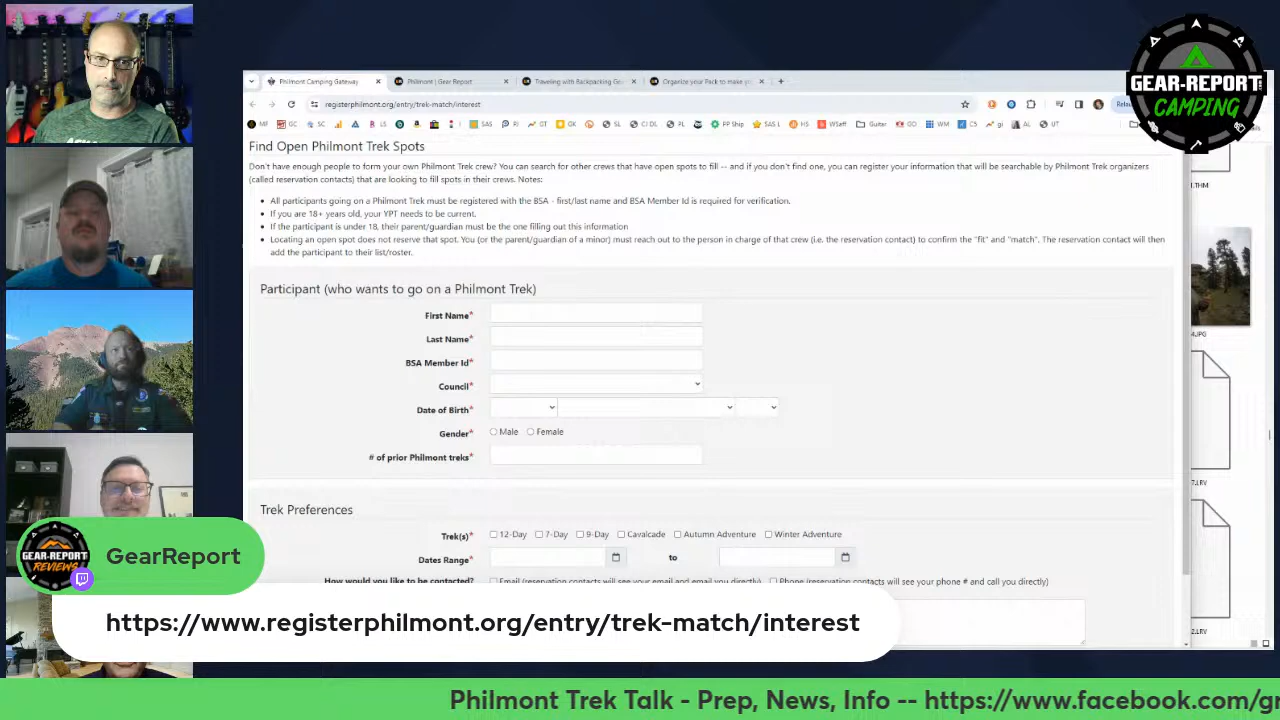 Philmont Camping Gateway
Philmont | Gear Report
Traveling with Backpacking Ge
Organize your Pack to make yo
registerphilmont.org/entry/trek-match/interest
GEAR-REPORT
CAMPING
Find Open Philmont Trek Spots
Don't have enough people to form your own Philmont Trek crew? You can search for other crews that have open spots to fill -- and if you don't find one, you can register your information that will be searchable by Philmont Trek organizers
(called reservation contacts) that are looking to fill spots in their crews. Notes:
All participants going on a Philmont Trek must be registered with the BSA - first/last name and BSA Member Id is required for verification.
If you are 18+ years old, your YPT needs to be current.
If the participant is under 18, their parent/guardian must be the one filling out this information
Locating an open spot does not reserve that spot. You (or the parent/guardian of a minor) must reach out to the person in charge of that crew (i.e. the reservation contact) to confirm the "fit" and "match". The reservation contact will then
add the participant to their list/roster.
Participant (who wants to go on a Philmont Trek)
First Name*
Last Name*
BSA Member Id*
Council*
Date of Birth*
Gender* Male Female
# of prior Philmont treks*
Trek Preferences
Trek(s)* 12-Day 7-Day 9-Day Cavalcade Autumn Adventure Winter Adventure
Dates Range* to
How would you like to be contacted? Email (reservation contacts will see your email and email you directly) Phone (reservation contacts will see your phone # and call you directly)
GEAR-REPORT
REVIEWS
GearReport
https://www.registerphilmont.org/entry/trek-match/interest
Philmont Trek Talk - Prep, News, Info -- https://www.facebook.com/gr